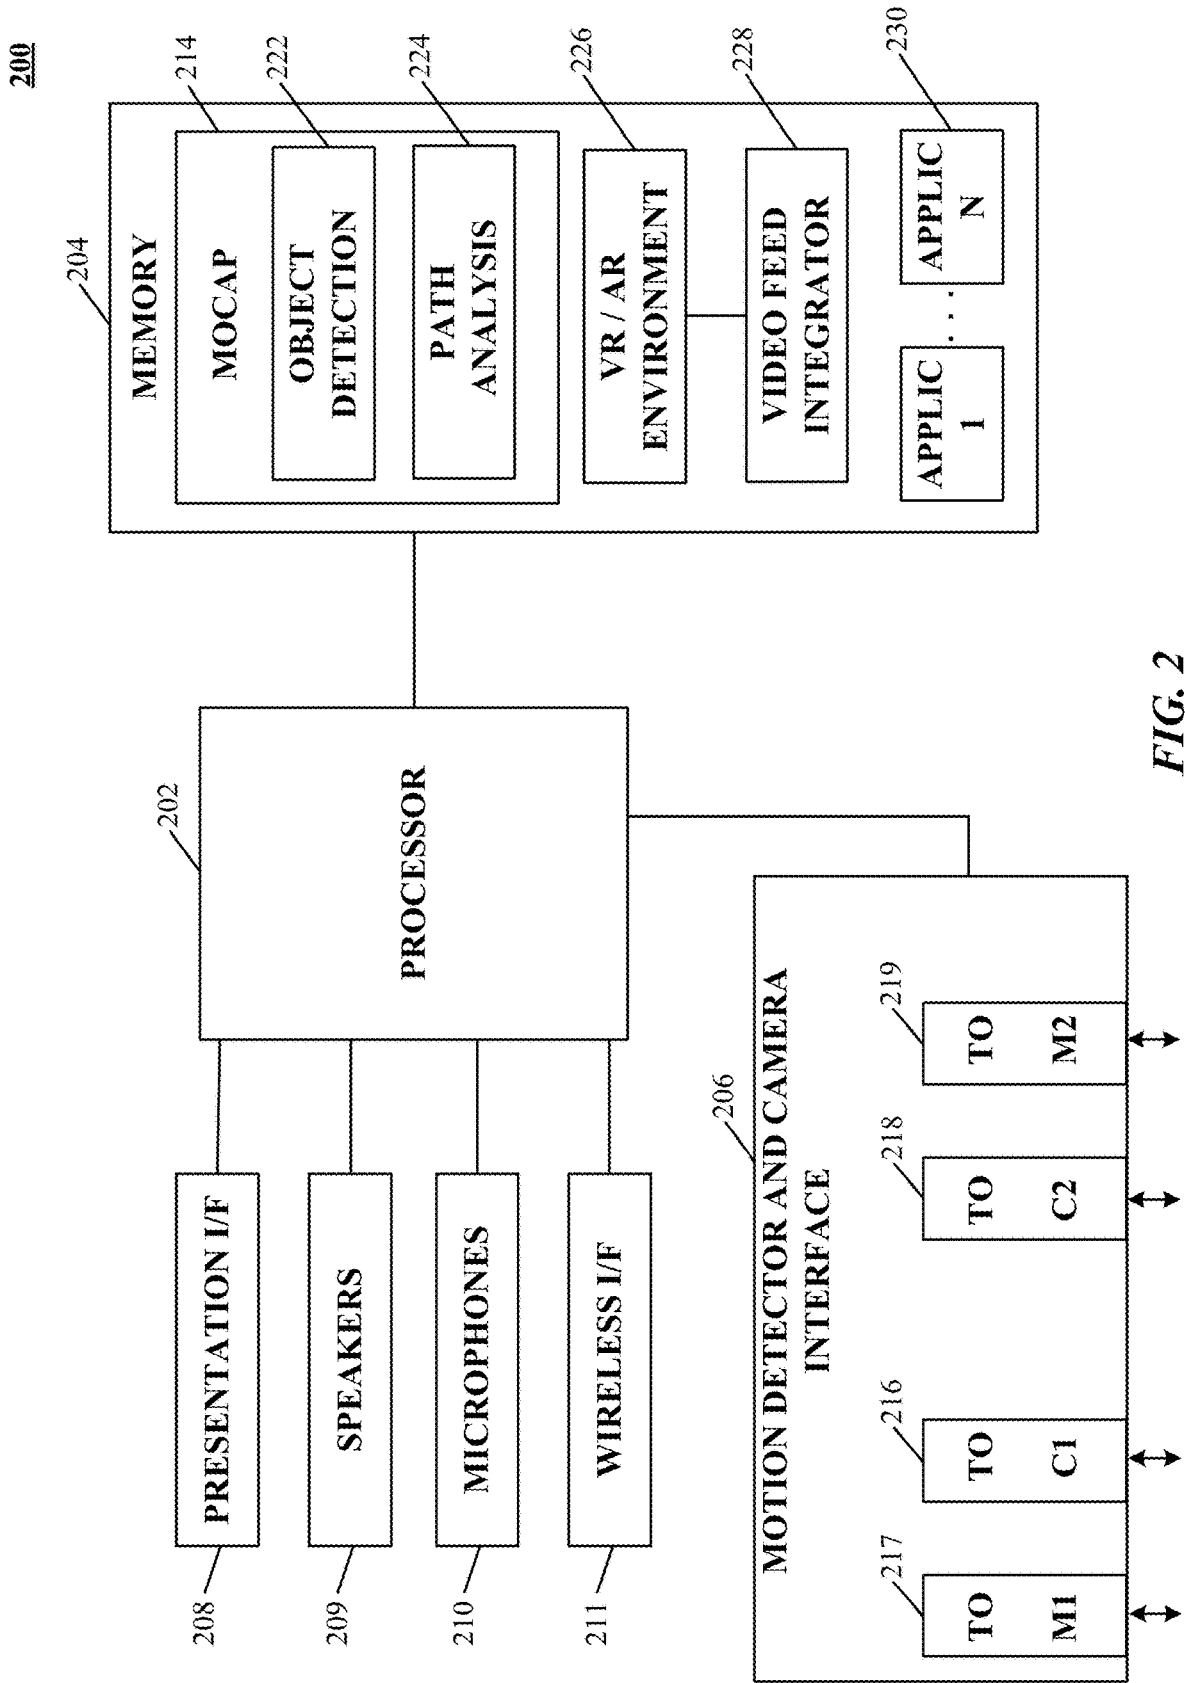 200
208
PRESENTATION I/F
209
SPEAKERS
210
MICROPHONES
211
WIRELESS I/F
202
PROCESSOR
204
MEMORY
214
MOCAP
222
OBJECT
DETECTION
224
PATH
ANALYSIS
226
VR / AR
ENVIRONMENT
228
VIDEO FEED
INTEGRATOR
230
APPLIC
1
. . . .
APPLIC
N
206
MOTION DETECTOR AND CAMERA
INTERFACE
217
TO
M1
216
TO
C1
218
TO
C2
219
TO
M2
FIG. 2